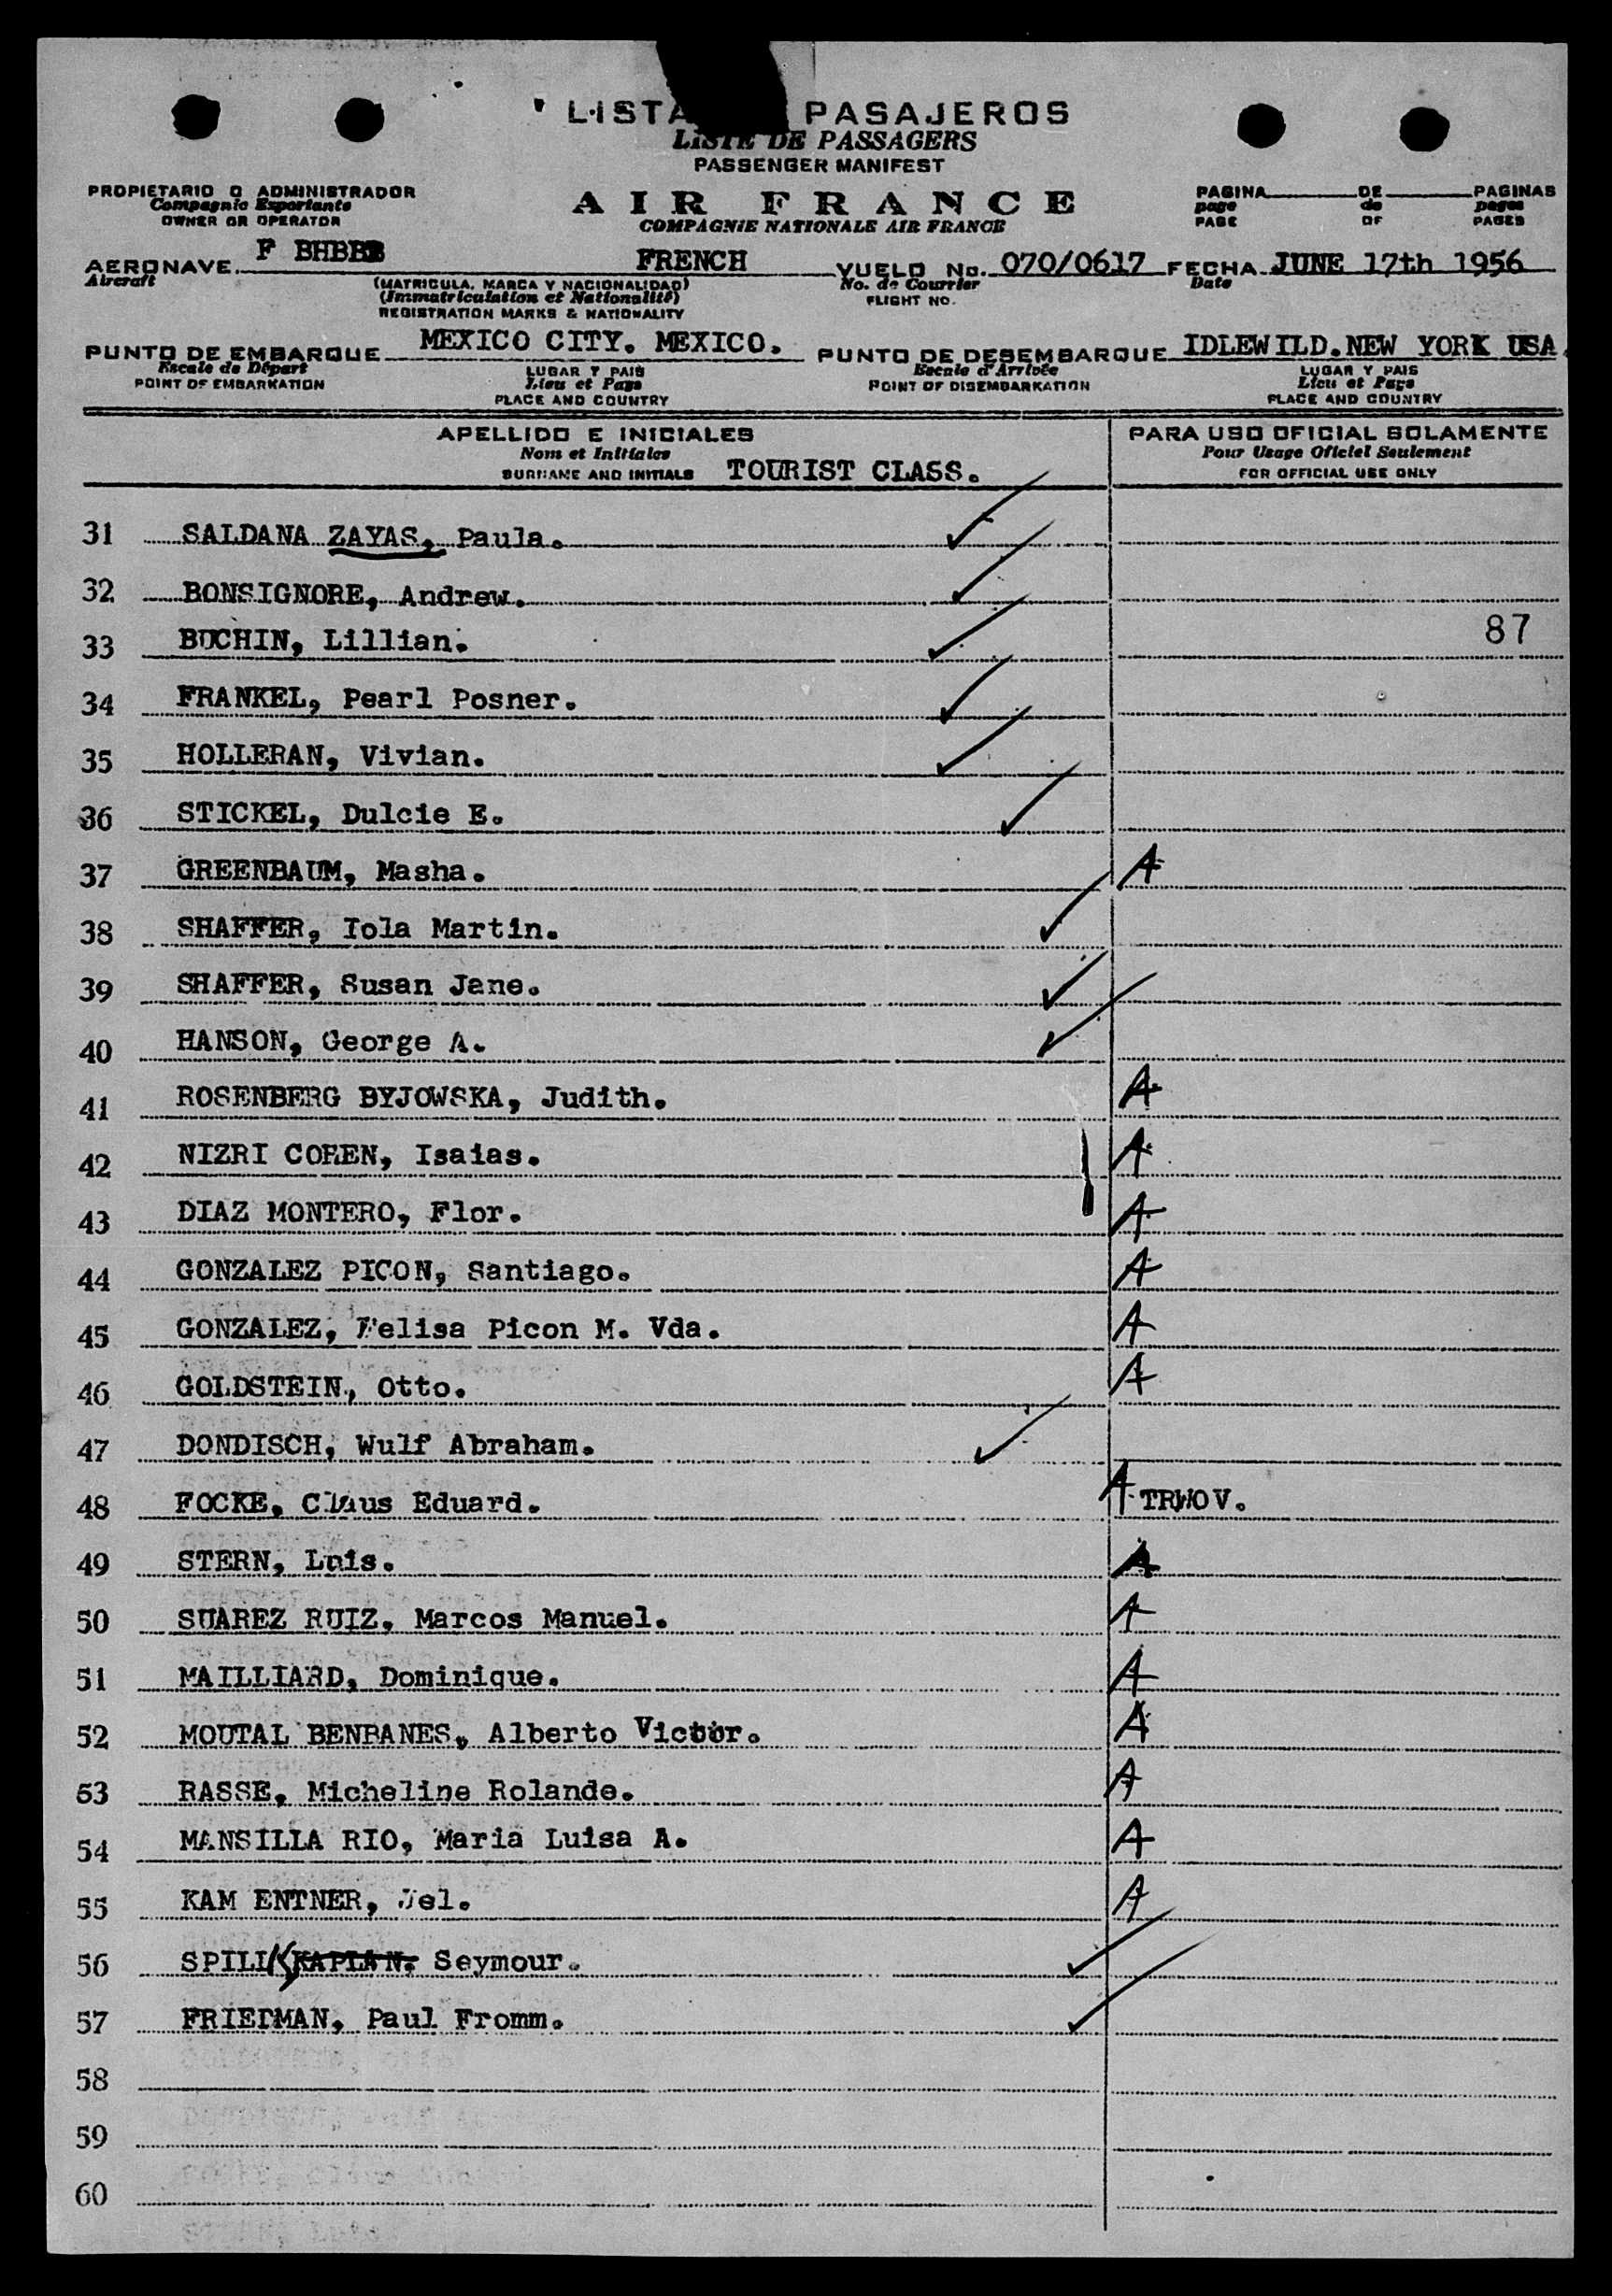 LISTA PASAJEROS
LISTE DE PASSAGERS
PASSENGER MANIFEST
PROPIETARIO O ADMINISTRADOR
Compagnie Exportante
OWNER OR OPERATOR
AIR FRANCE
COMPAGNIE NATIONALE AIR FRANCE
PAGINA DE PAGINAS
page de pages
PAGE OF PAGES
AERONAVE F BHBBB FRENCH VUELO No. 070/0617 FECHA JUNE 17th 1956
Aircraft (MATRICULA, MARCA Y NACIONALIDAD) No. de Courrier Date
(Immatriculation et Nationalité) FLIGHT NO.
REGISTRATION MARKS & NATIONALITY
PUNTO DE EMBARQUE MEXICO CITY. MEXICO. PUNTO DE DESEMBARQUE IDLEWILD.NEW YORK USA.
Escale de Départ LUGAR Y PAIS Escale d'Arrivée LUGAR Y PAIS
POINT OF EMBARKATION Lieu et Pays POINT OF DISEMBARKATION Lieu et Pays
PLACE AND COUNTRY PLACE AND COUNTRY
APELLIDO E INICIALES PARA USO OFICIAL SOLAMENTE
Nom et Initiales Pour Usage Officiel Seulement
SURNAME AND INITIALS TOURIST CLASS. FOR OFFICIAL USE ONLY
31 SALDANA ZAYAS, Paula.
32 BONSIGNORE, Andrew.
87
33 BUCHIN, Lillian.
34 FRANKEL, Pearl Posner.
35 HOLLERAN, Vivian.
36 STICKEL, Dulcie E.
37 GREENBAUM, Masha. A
38 SHAFFER, Iola Martin.
39 SHAFFER, Susan Jane.
40 HANSON, George A.
41 ROSENBERG BYJOWSKA, Judith. A
42 NIZRI COHEN, Isaias. A
43 DIAZ MONTERO, Flor. A
44 GONZALEZ PICON, Santiago. A
45 GONZALEZ, Felisa Picon M. Vda. A
46 GOLDSTEIN, Otto. A
47 DONDISCH, Wulf Abraham.
48 FOCKE, Claus Eduard. A TRWOV.
49 STERN, Luis. A
50 SUAREZ RUIZ, Marcos Manuel. A
51 MAILLIARD, Dominique. A
52 MOUTAL BENBANES, Alberto Victor. A
53 RASSE, Micheline Rolande. A
54 MANSILLA RIO, Maria Luisa A. A
55 KAM ENTNER, A
56 SPILIK KAPLAN, Seymour.
57 FRIEDMAN, Paul Fromm.
58
59
60